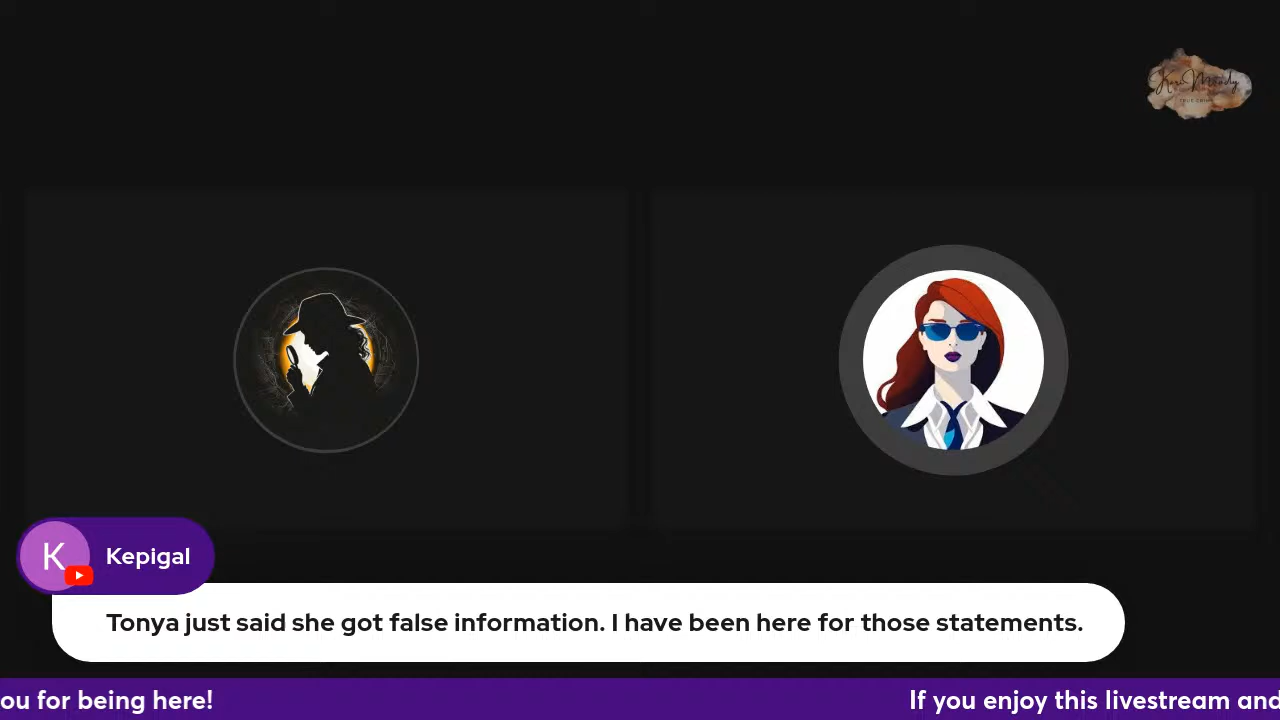 K
Kepigal
Tonya just said she got false information. I have been here for those statements.
ou for being here!
If you enjoy this livestream and